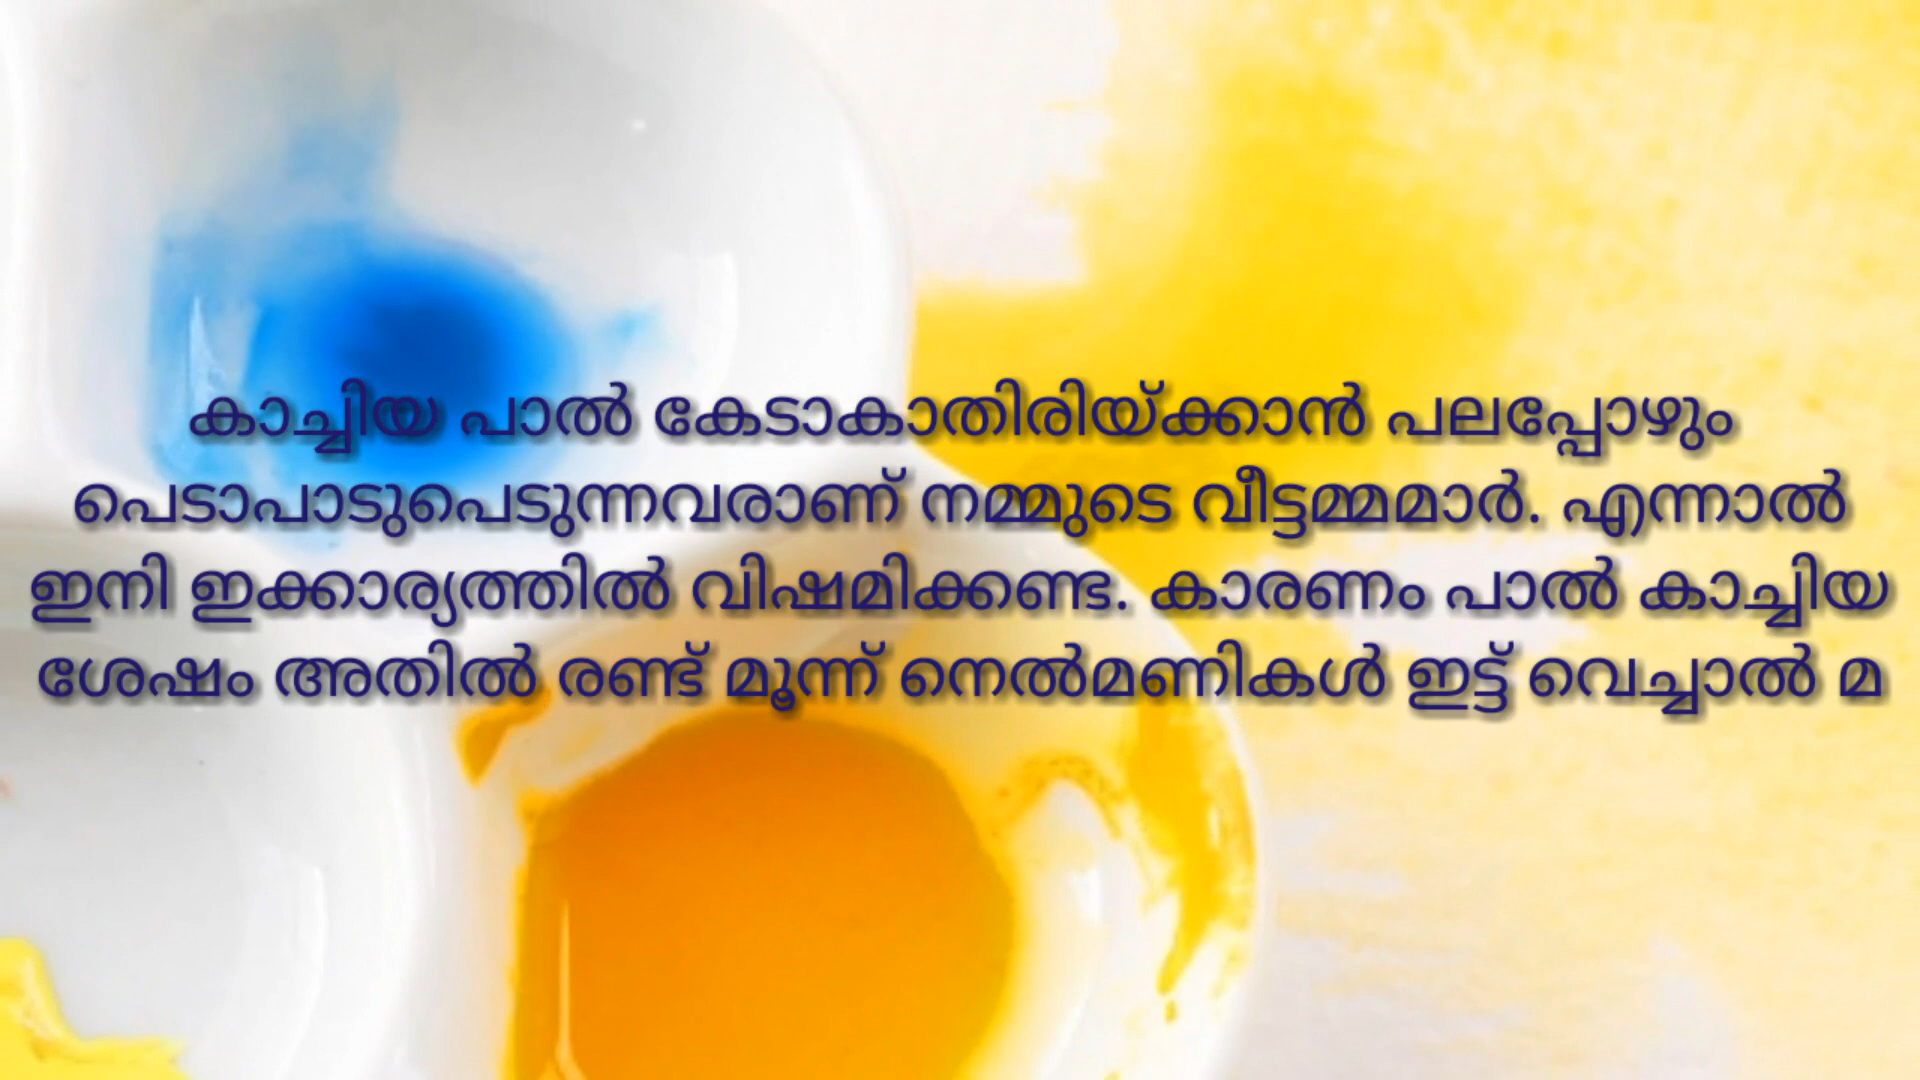 കാച്ചിയ പാൽ കേടാകാതിരിയ്ക്കാൻ പലപ്പോഴും
പെടാപാടുപെടുന്നവരാണ് നമ്മുടെ വീട്ടമ്മമാർ. എന്നാൽ
ഇനി ഇക്കാര്യത്തിൽ വിഷമിക്കണ്ട. കാരണം പാൽ കാച്ചിയ
ശേഷം അതിൽ രണ്ട് മൂന്ന് നെൽമണികൾ ഇട്ട് വെച്ചാൽ മ